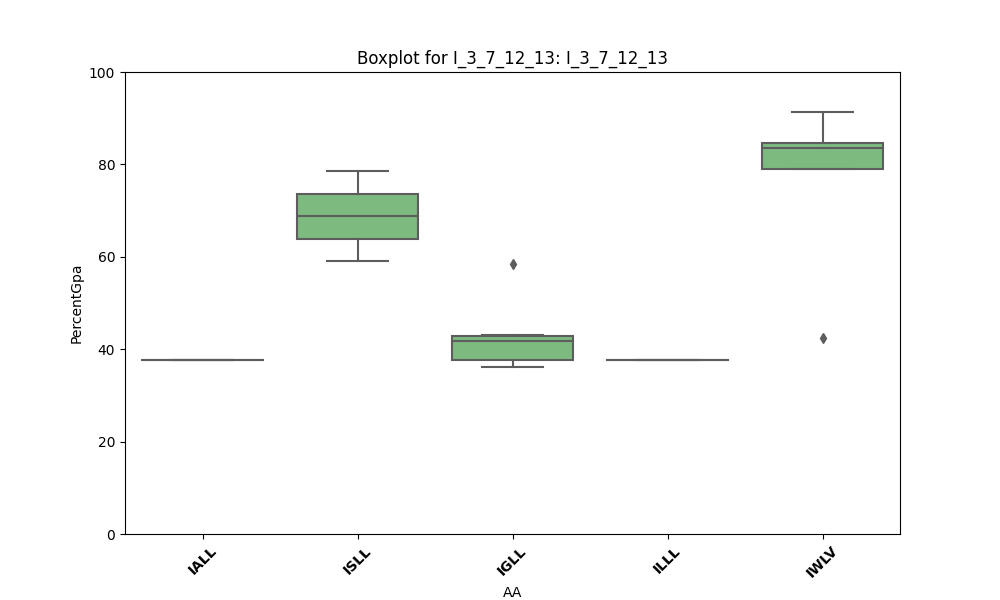 Boxplot for I_3_7_12_13: I_3_7_12_13
100
80
60
40
20
0
PercentGpa
IALL
ISLL
IGLL
ILLL
IWLV
AA